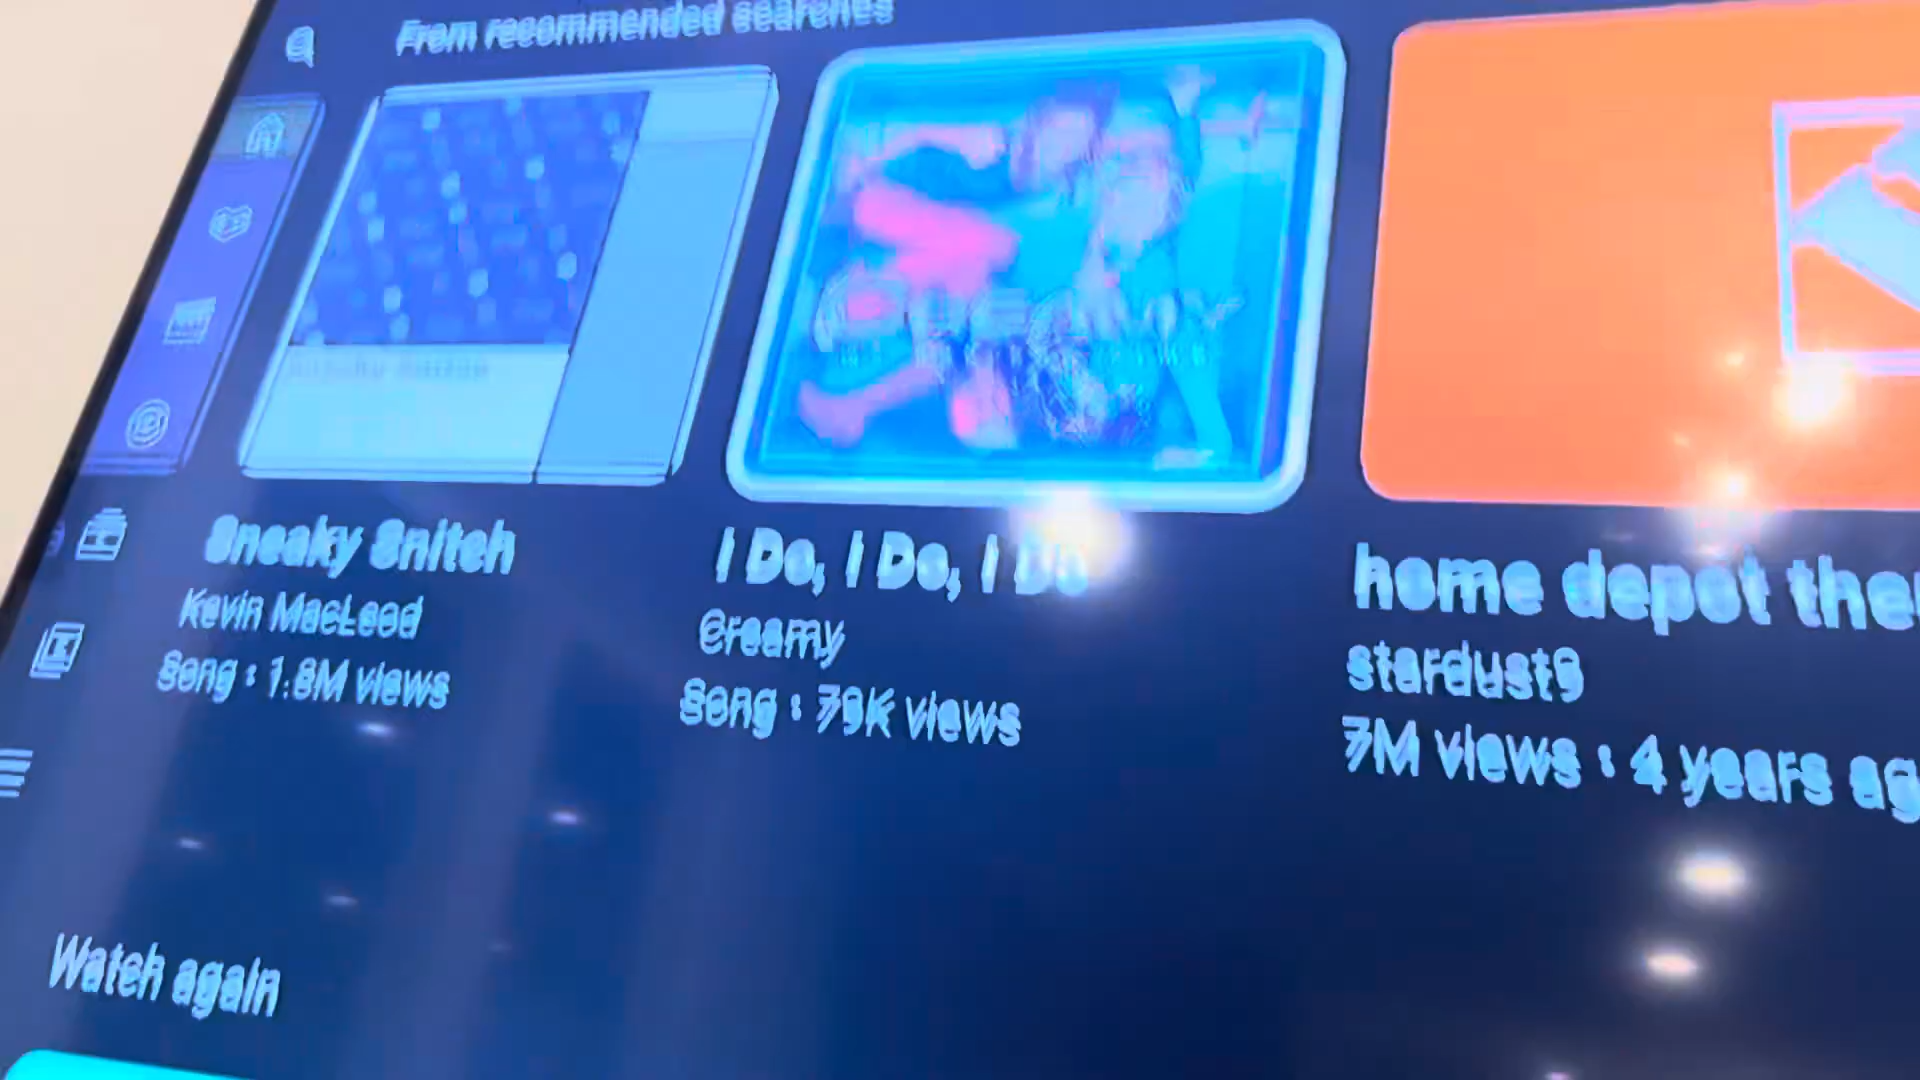 From recommended searches
Sneaky Snitch
Kevin MacLeod
Song • 1.8M views
I Do, I Do, I Do
Creamy
Song • 79K views
home depot the
stardust9
7M views • 4 years ag
Watch again